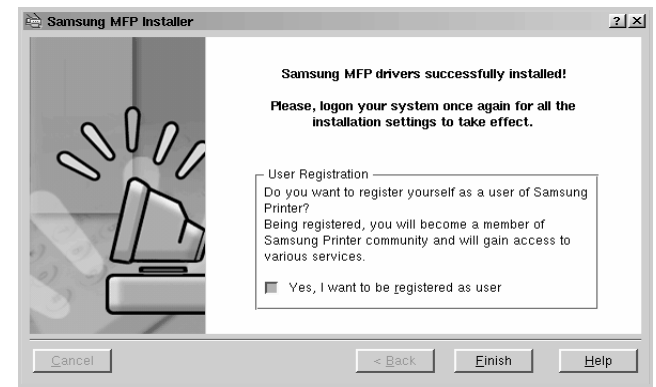 Samsung MFP Installer
? X
Samsung MFP drivers successfully installed!
Please, logon your system once again for all the
installation settings to take effect.
User Registration
Do you want to register yourself as a user of Samsung
Printer?
Being registered, you will become a member of
Samsung Printer community and will gain access to
various services.
Yes, I want to be registered as user
Cancel
< Back
Finish
Help